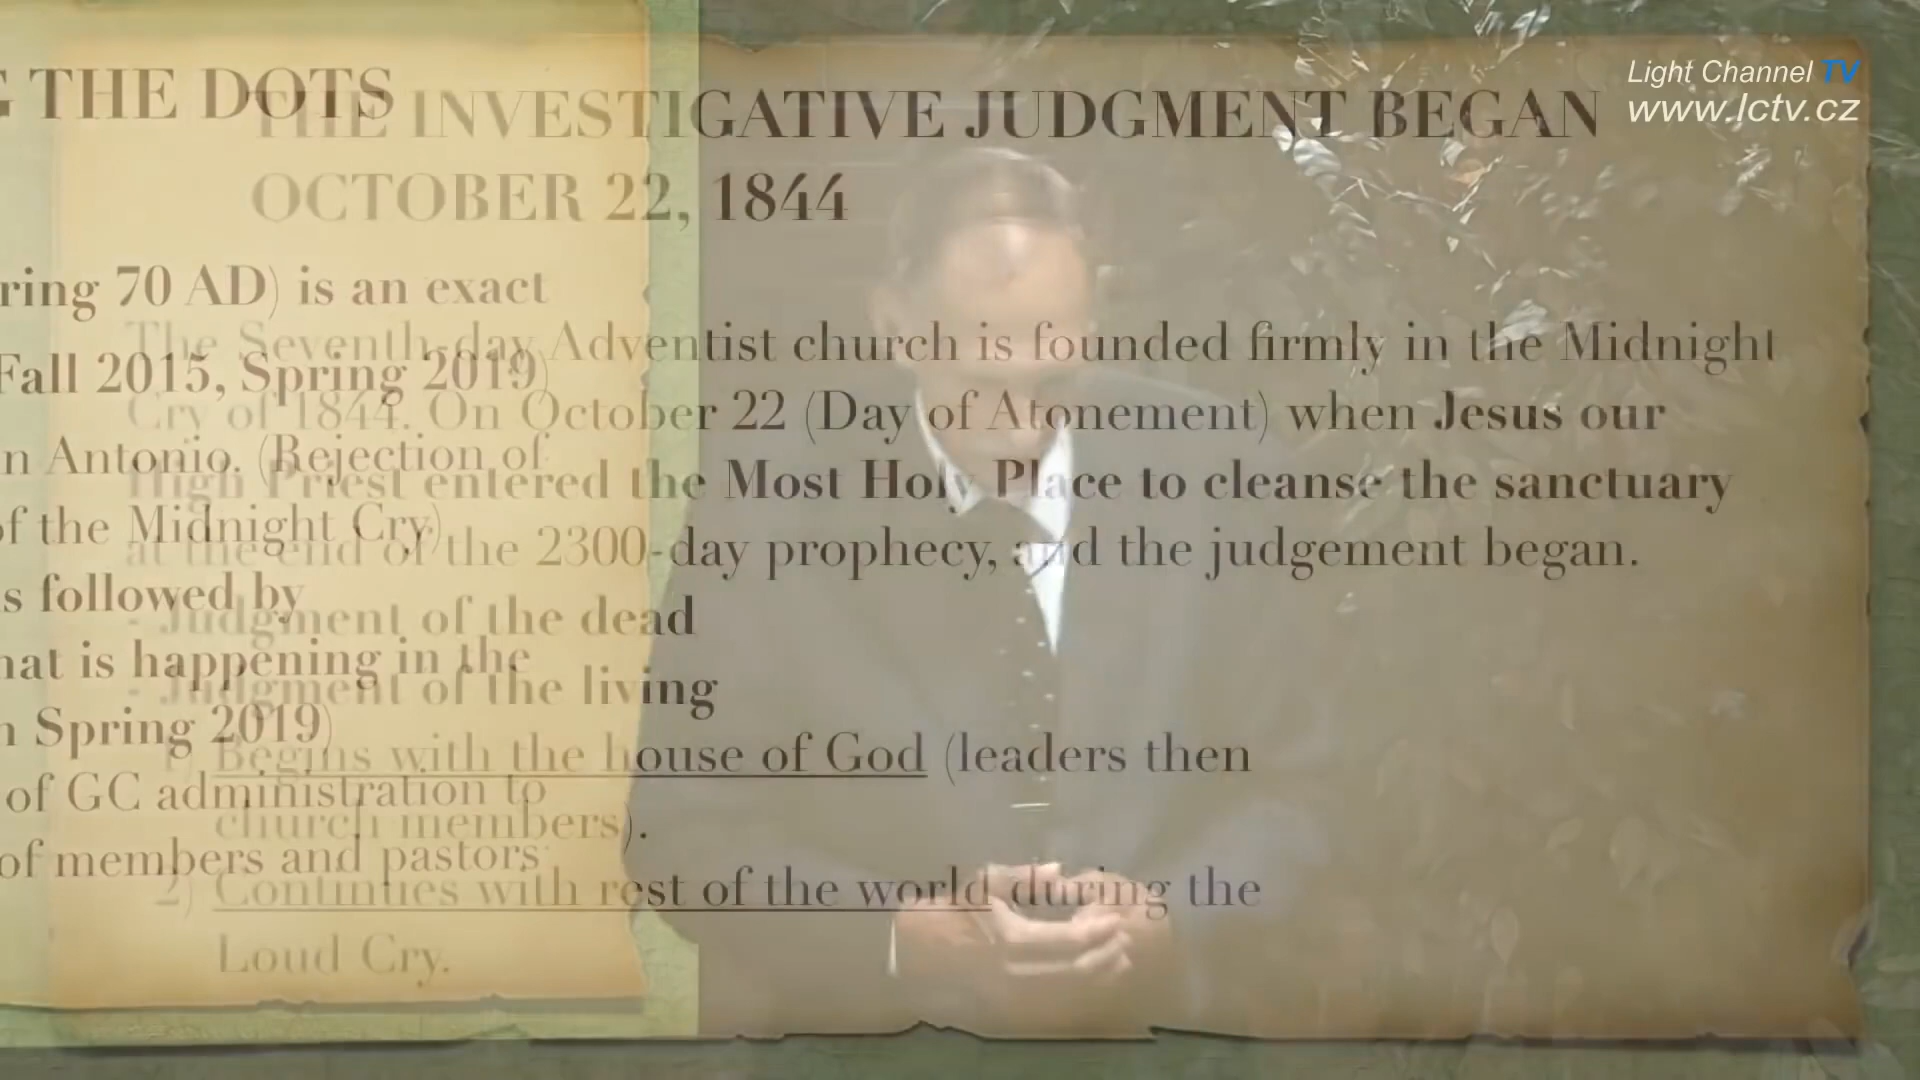 G THE DOTS
ring 70 AD) is an exact
Fall 2015, Spring 2019)
n Antonio. (Rejection of
of the Midnight Cry)
s followed by
hat is happening in the
n Spring 2019)
of GC administration to
of members and pastors
THE INVESTIGATIVE JUDGMENT BEGAN
OCTOBER 22, 1844
The Seventh-day Adventist church is founded firmly in the Midnight
Cry of 1844. On October 22 (Day of Atonement) when Jesus our
High Priest entered the Most Holy Place to cleanse the sanctuary
at the end of the 2300-day prophecy, and the judgement began.
- Judgment of the dead
- Judgment of the living
1) Begins with the house of God (leaders then
church members).
2) Continues with rest of the world during the
Loud Cry.
Light Channel TV
www.lctv.cz